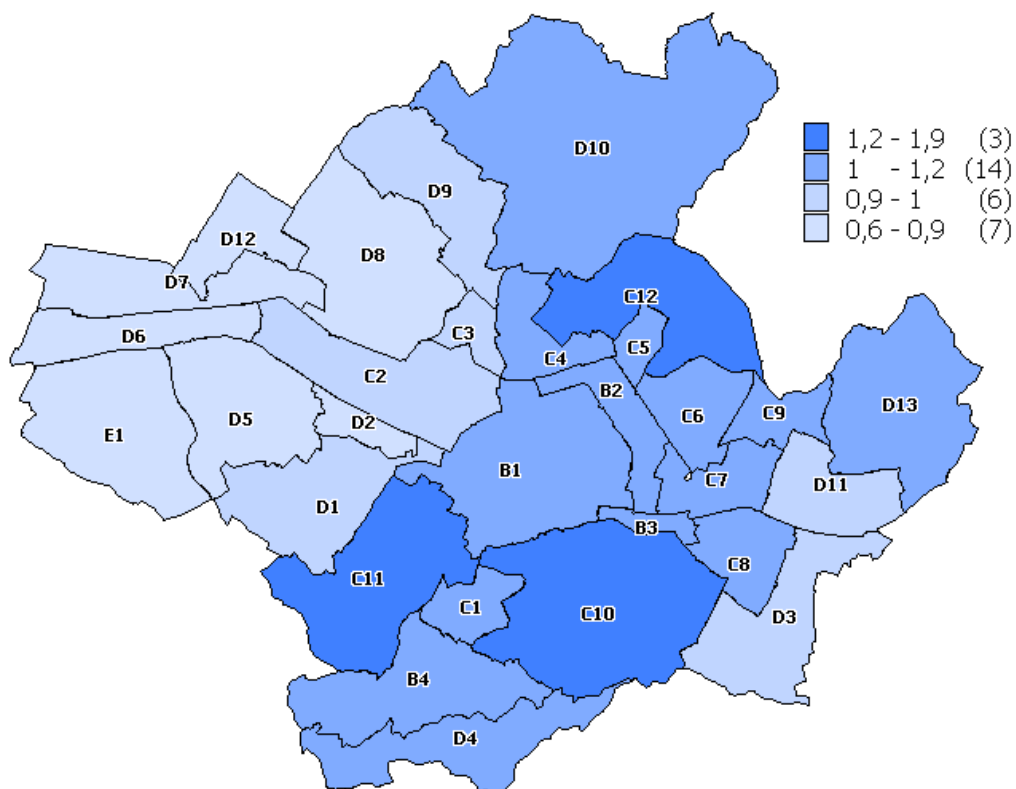 D10
1,2 - 1,9 (3)
1 - 1,2 (14)
0,9 - 1 (6)
0,6 - 0,9 (7)
D9
D12
D8
D7
C12
D6
C3
C5
C4
C2
B2
D13
C9
C6
D5
D2
E1
B1
C7
D11
D1
B3
C8
C11
C1
C10
D3
B4
D4